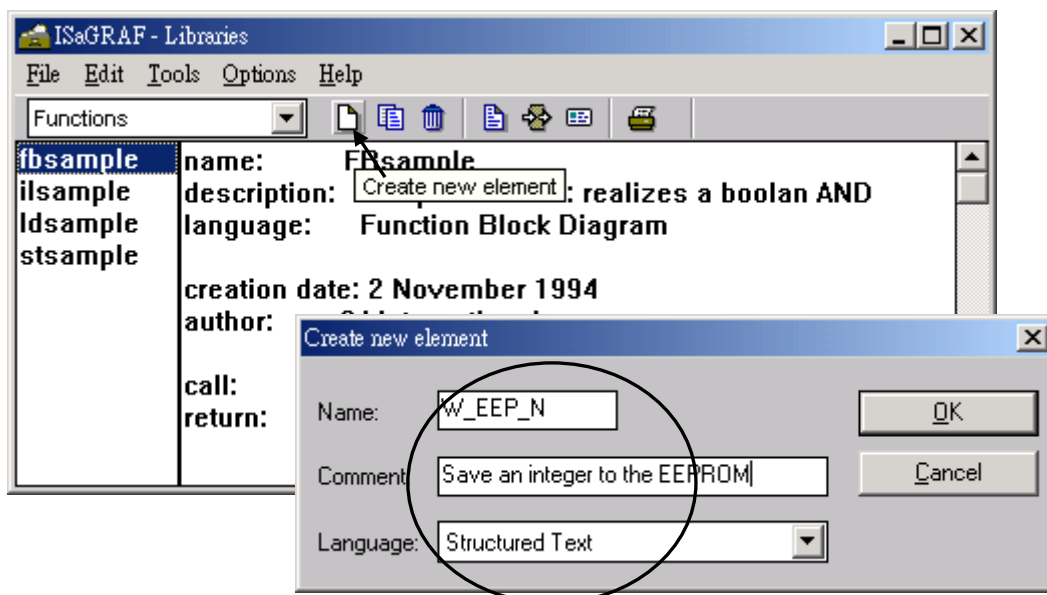 ISaGRAF - Libraries
File Edit Tools Options Help
Functions
fbsample
ilsample
ldsample
stsample
name: FBsample
description: : realizes a boolan AND
Create new element
language: Function Block Diagram
creation date: 2 November 1994
author:
call:
return:
Create new element
Name: W_EEP_N
OK
Comment Save an integer to the EEPROM
Cancel
Language: Structured Text